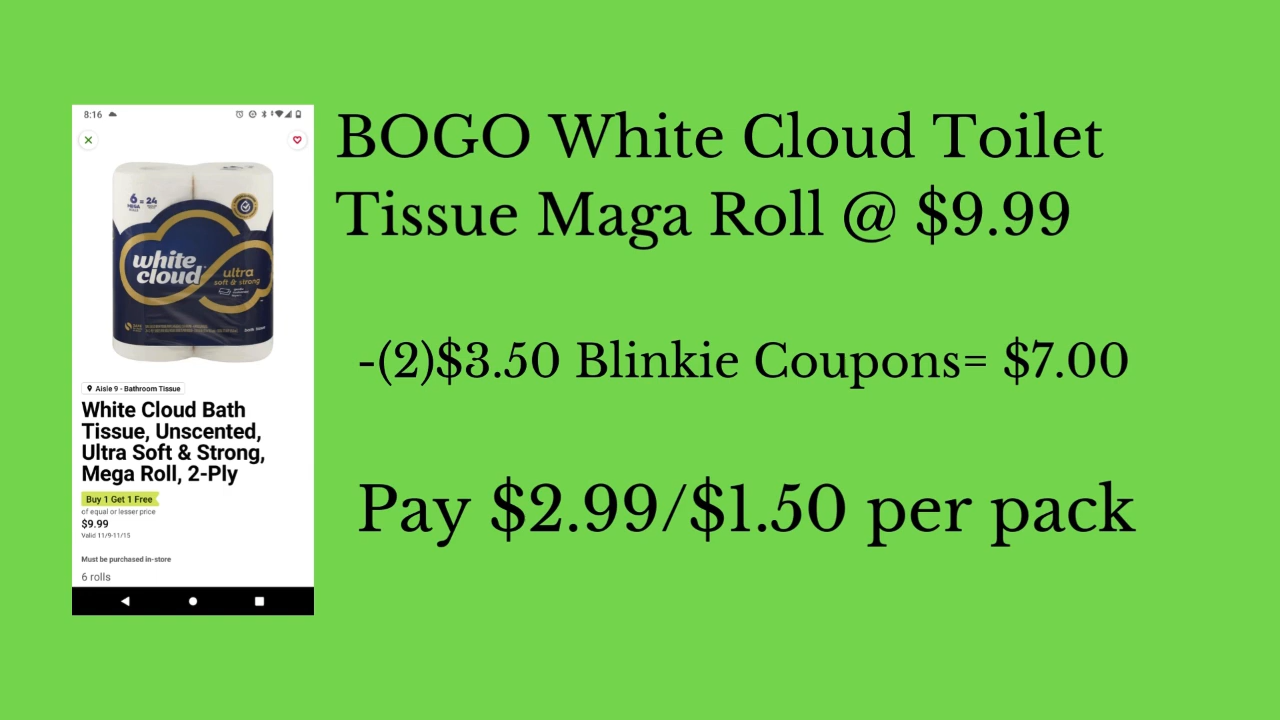 BOGO White Cloud Toilet
Tissue Maga Roll @ $9.99
-(2)$3.50 Blinkie Coupons= $7.00
Pay $2.99/$1.50 per pack
8:16
6 = 24
MEGA
white
cloud
ultra
soft & strong
Aisle 9 - Bathroom Tissue
White Cloud Bath
Tissue, Unscented,
Ultra Soft & Strong,
Mega Roll, 2-Ply
Buy 1 Get 1 Free
of equal or lesser price
$9.99
Valid 11/9-11/15
Must be purchased in-store
6 rolls